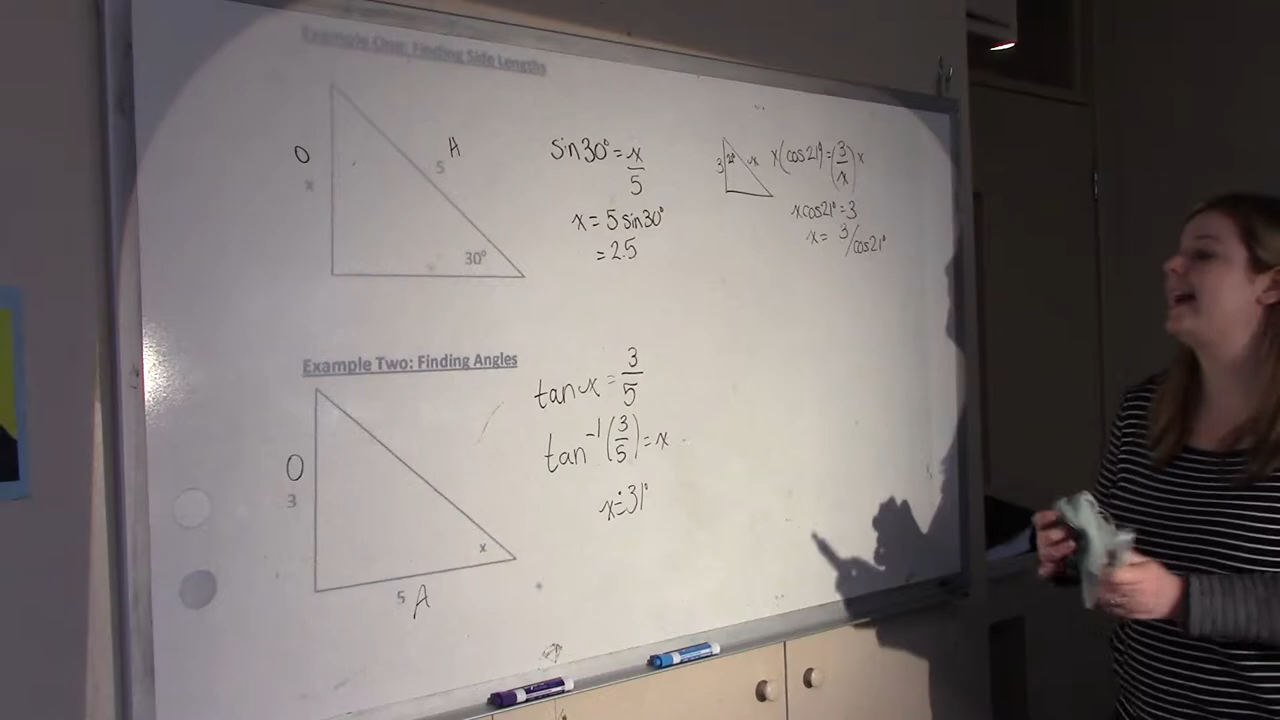 Example One: Finding Side Lengths
O
x
H
5
30°
sin30° = x/5
x = 5 sin30°
= 2.5
3
21°
x
x(cos21°) = (3/x)x
xcos21° = 3
x = 3/cos21°
Example Two: Finding Angles
O
3
x
5 A
tan x = 3/5
tan⁻¹(3/5) = x
x ≐ 31°